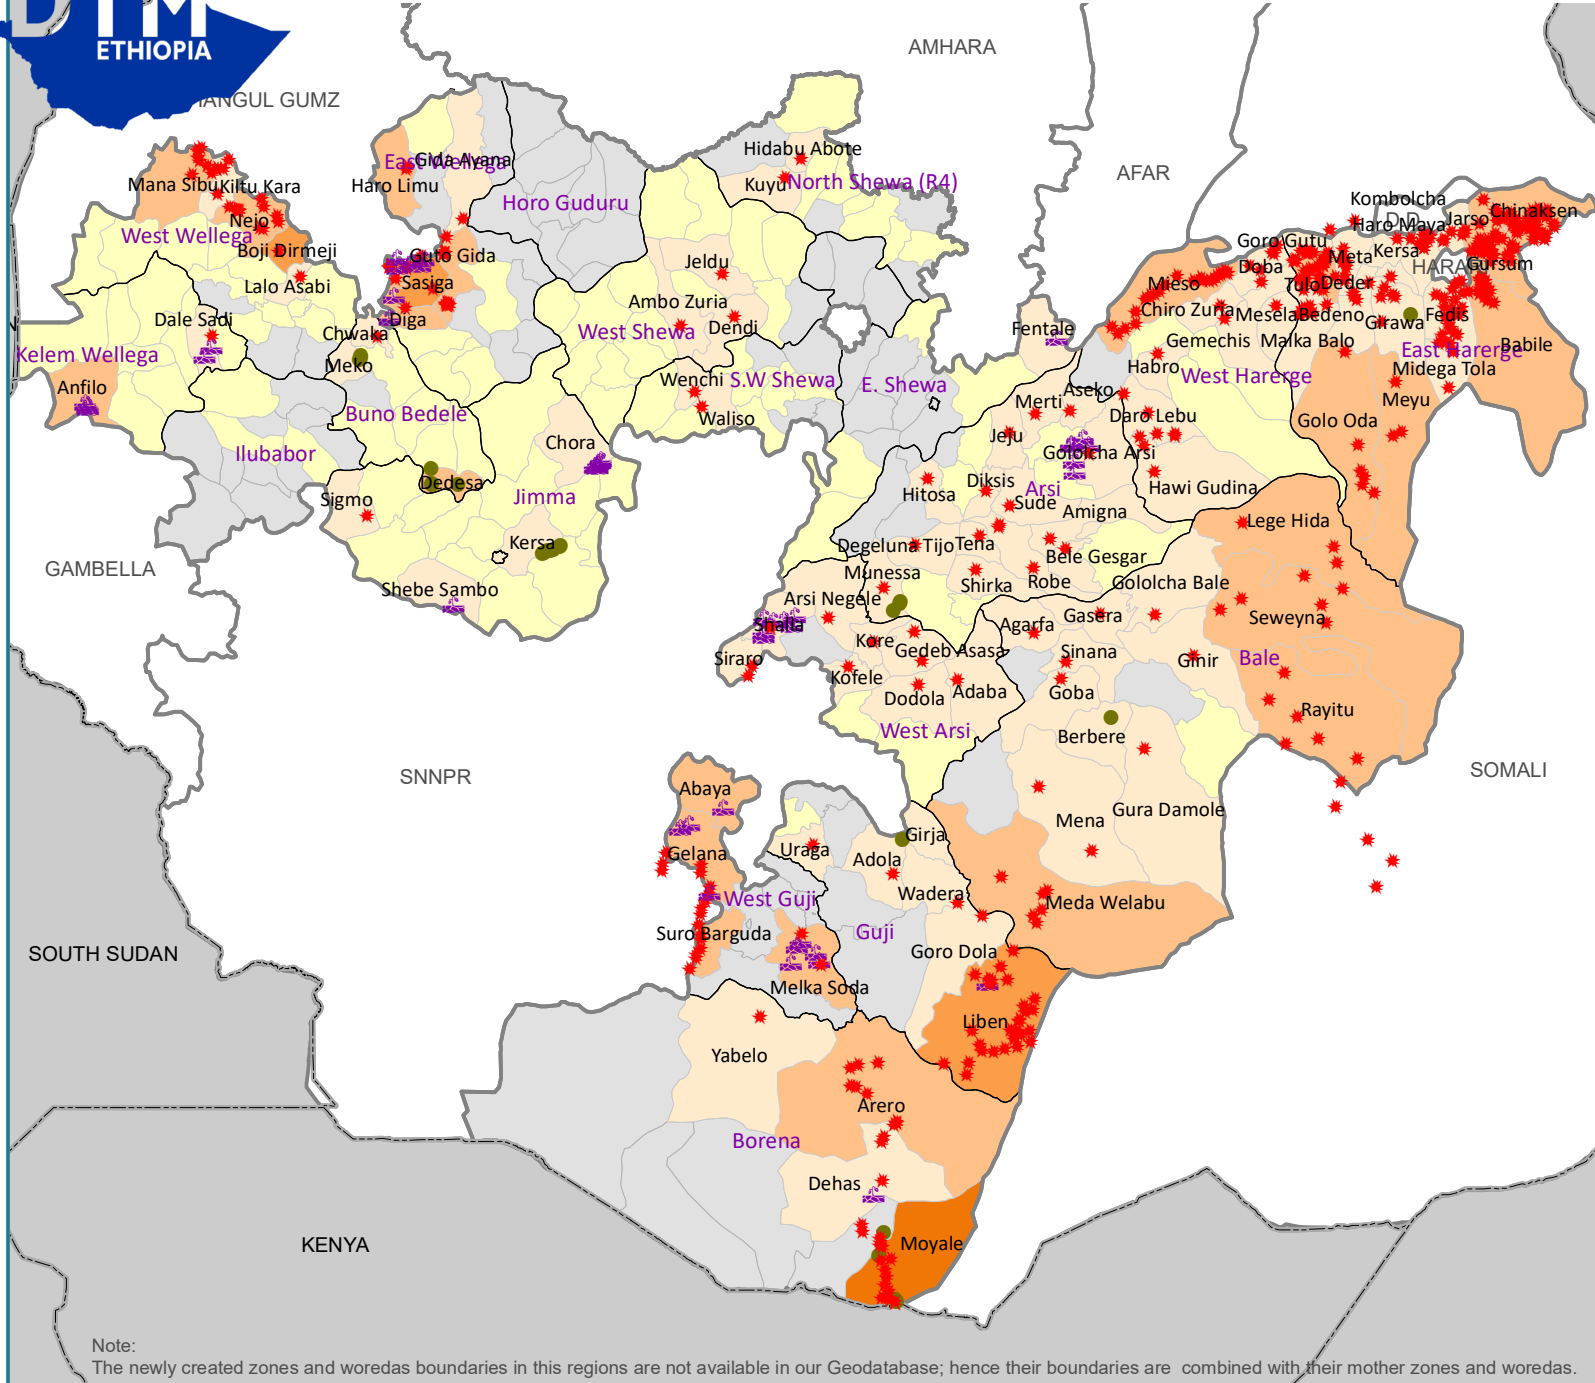 DTM
ETHIOPIA
AMHARA
ANGUL GUMZ
AFAR
Hidabu Abote
East Wellega
Gida Ayana
Haro Limu
Kuyu
North Shewa (R4)
Mana Sibu
Kiltu Kara
Horo Guduru
Nejo
West Wellega
Boji Dirmeji
Kombolcha
D.D
Jarso
Chinaksen
Haro Maya
Goro Gutu
Meta
Kersa
HARA
Gursum
Guto Gida
Jeldu
Doba
Lalo Asabi
Sasiga
Mieso
Tulo
Deder
Ambo Zuria
Dale Sadi
Diga
Chwaka
West Shewa
Dendi
Fentale
Chiro Zuria
Mesela
Bedeno
Girawa
Fedis
Kelem Wellega
Meko
Gemechis
Malka Balo
East Harerge
Babile
Anfilo
Wenchi
S.W Shewa
E. Shewa
Habro
West Harerge
Midega Tola
Aseko
Meyu
Buno Bedele
Waliso
Merti
Daro Lebu
Golo Oda
Chora
Jeju
Ilubabor
Gololcha Arsi
Dedesa
Jimma
Hitosa
Diksis
Arsi
Hawi Gudina
Sigmo
Sude
Amigna
Lege Hida
Kersa
Degeluna Tijo
Tena
Bele Gesgar
GAMBELLA
Munessa
Shirka
Robe
Gololcha Bale
Shebe Sambo
Arsi Negele
Shalla
Agarfa
Gasera
Seweyna
Kore
Gedeb Asasa
Sinana
Ginir
Bale
Siraro
Kofele
Dodola
Adaba
Goba
Rayitu
West Arsi
Berbere
SNNPR
SOMALI
Abaya
Gura Damole
Mena
Girja
Gelana
Uraga
Adola
West Guji
Wadera
Meda Welabu
Suro Barguda
Guji
Goro Dola
SOUTH SUDAN
Melka Soda
Liben
Yabelo
Arero
Borena
Dehas
KENYA
Moyale
Note:
The newly created zones and woredas boundaries in this regions are not available in our Geodatabase; hence their boundaries are combined with their mother zones and woredas.